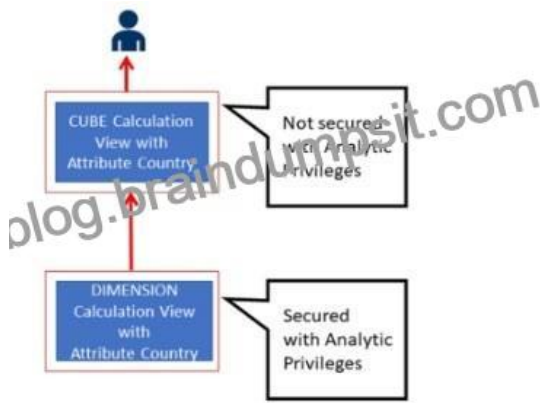 CUBE Calculation
View with
Attribute Country
Not secured
with Analytic
Privileges
blog.braindumpsit.com
DIMENSION
Calculation View
with
Attribute Country
Secured
with Analytic
Privileges